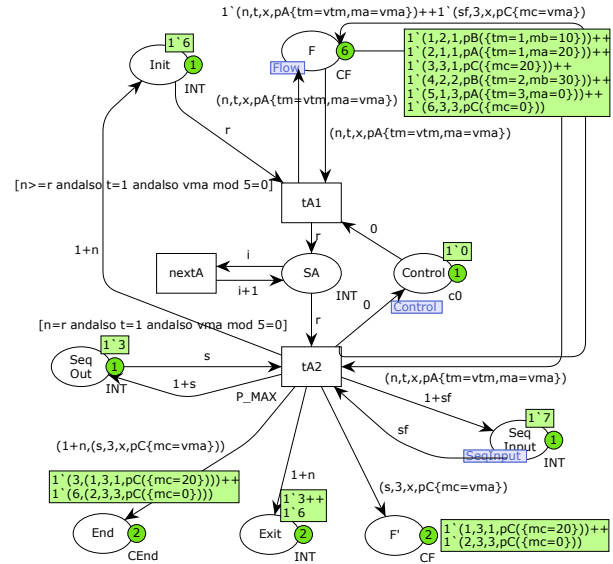 1`(n,t,x,pA{tm=vtm,ma=vma})++1`(sf,3,x,pC{mc=vma})
1`6
Init
1
INT
F
6
Flow
CF
1`(1,2,1,pB({tm=1,mb=10}))++
1`(2,1,1,pA({tm=1,ma=20}))++
1`(3,3,1,pC({mc=20}))++
1`(4,2,2,pB({tm=2,mb=30}))++
1`(5,1,3,pA({tm=3,ma=0}))++
1`(6,3,3,pC({mc=0}))
(n,t,x,pA{tm=vtm,ma=vma})
r
(n,t,x,pA{tm=vtm,ma=vma})
[n>=r andalso t=1 andalso vma mod 5=0]
tA1
r
0
1+n
nextA
i
i+1
SA
INT
Control
1`0
1
Control
c0
r
0
[n=r andalso t=1 andalso vma mod 5=0]
1`3
Seq
Out
1
INT
s
1+s
tA2
P_MAX
(n,t,x,pA{tm=vtm,ma=vma})
1+sf
sf
1`7
Seq
Input
1
SeqInput
INT
(1+n,(s,3,x,pC{mc=vma}))
1+n
(s,3,x,pC{mc=vma})
1`(3,(1,3,1,pC({mc=20})))++
1`(6,(2,3,3,pC({mc=0})))
End
2
CEnd
1`3++
1`6
Exit
2
INT
F'
2
CF
1`(1,3,1,pC({mc=20}))++
1`(2,3,3,pC({mc=0}))